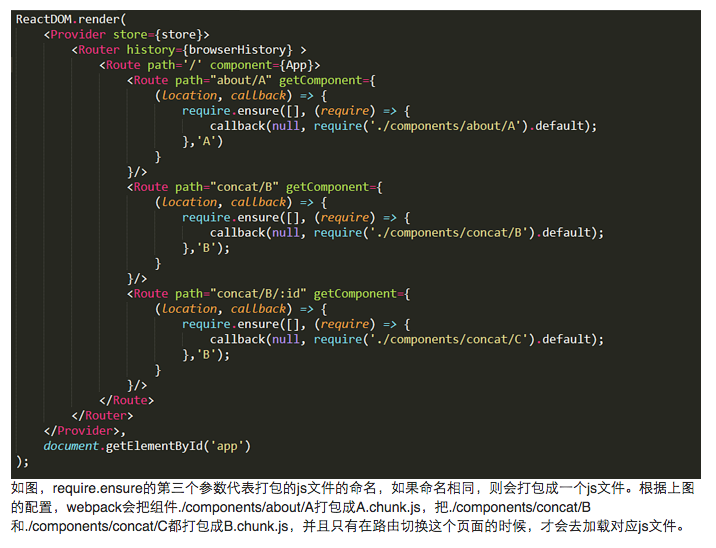 ReactDOM.render(
    <Provider store={store}>
        <Router history={browserHistory} >
            <Route path='/' component={App}>
                <Route path="about/A" getComponent={
                    (location, callback) => {
                        require.ensure([], (require) => {
                            callback(null, require('./components/about/A').default);
                        },'A')
                    }
                }/>
                <Route path="concat/B" getComponent={
                    (location, callback) => {
                        require.ensure([], (require) => {
                            callback(null, require('./components/concat/B').default);
                        },'B');
                    }
                }/>
                <Route path="concat/B/:id" getComponent={
                    (location, callback) => {
                        require.ensure([], (require) => {
                            callback(null, require('./components/concat/C').default);
                        },'B');
                    }
                }/>
            </Route>
        </Router>
    </Provider>,
    document.getElementById('app')
);
如图，require.ensure的第三个参数代表打包的js文件的命名，如果命名相同，则会打包成一个js文件。根据上图
的配置，webpack会把组件./components/about/A打包成A.chunk.js，把./components/concat/B
和./components/concat/C都打包成B.chunk.js，并且只有在路由切换这个页面的时候，才会去加载对应js文件。